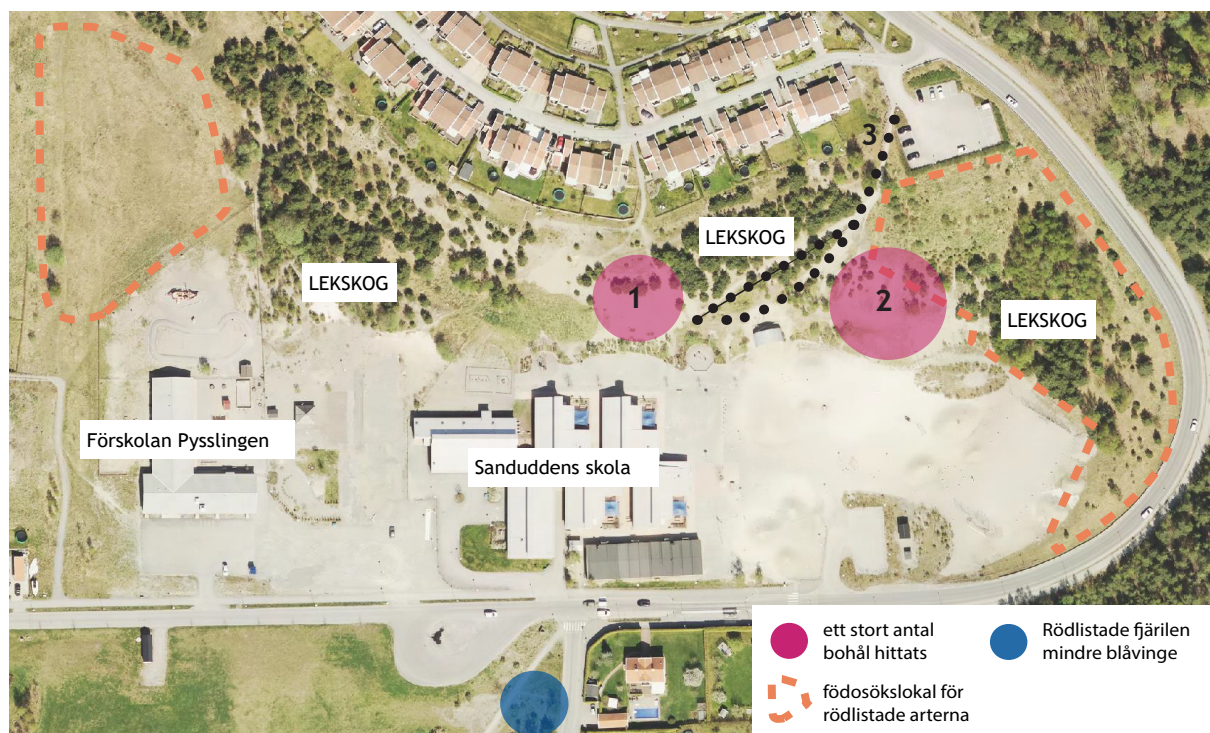 3
LEKSKOG
LEKSKOG
1
2
LEKSKOG
Förskolan Pysslingen
Sanduddens skola
ett stort antal
bohål hittats
Rödlistade fjärilen
mindre blåvinge
födosökslokal för
rödlistade arterna